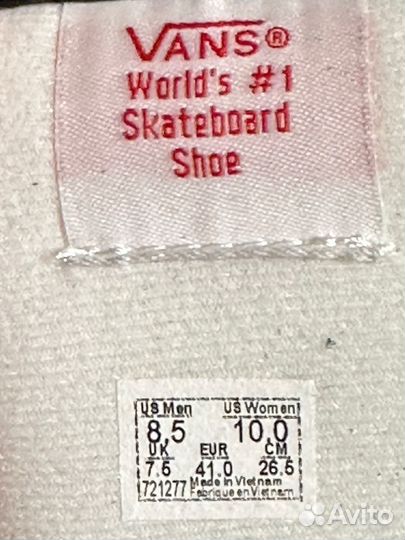 VANS®
World's #1
Skateboard
Shoe
US Men US Women
8,5 10,0
UK EUR CM
7.5 41.0 26.5
721277 Made in Vietnam
Fabrique en Vietnam
Avito